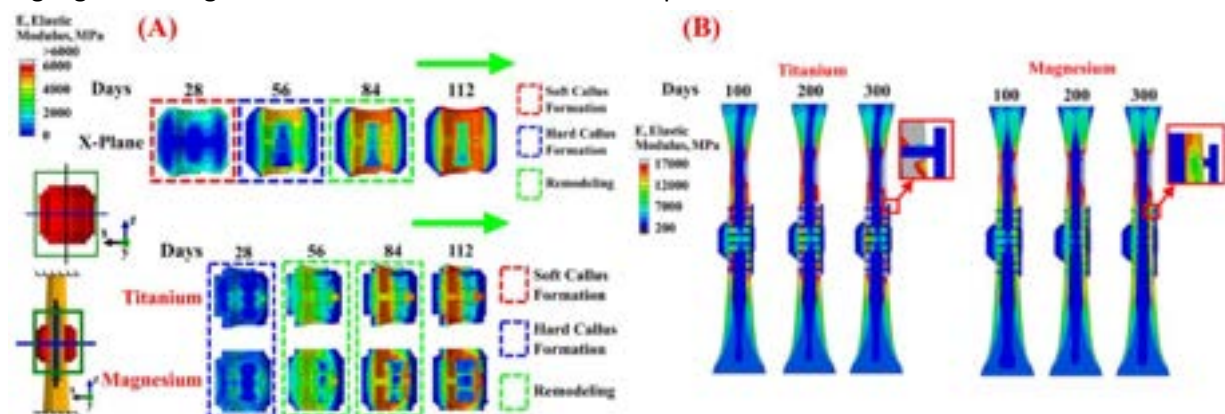 E, Elastic
Modulus, MPa
>6000
6000
4000
2000
0
(A)
Days 28 56 84 112
X-Plane
Soft Callus
Formation
Hard Callus
Formation
Remodeling
Days 28 56 84 112
Titanium
Magnesium
Soft Callus
Formation
Hard Callus
Formation
Remodeling
(B)
Titanium
Magnesium
Days 100 200 300
100 200 300
E, Elastic
Modulus, MPa
17000
12000
7000
200